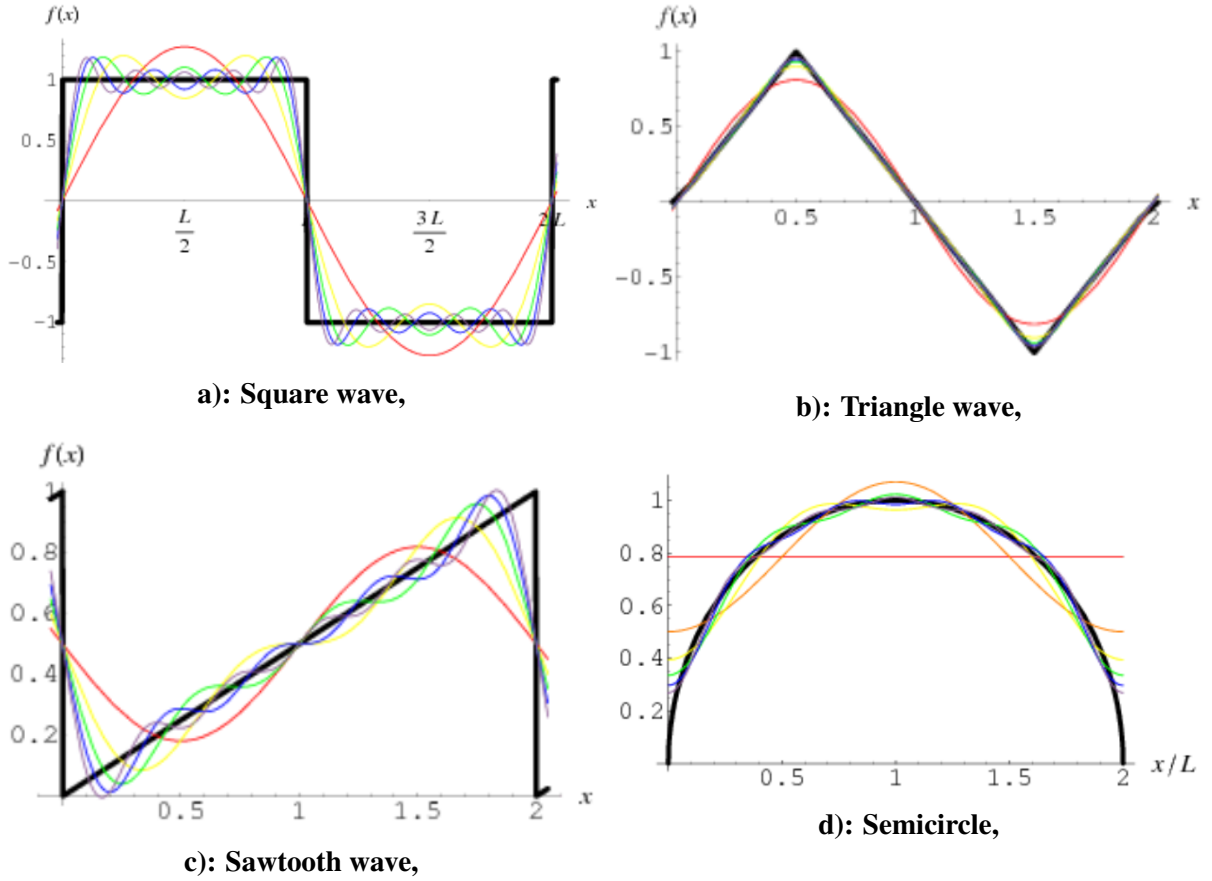 f(x)
1
0.5
L/2
3L/2
2L
x
-0.5
-1
a): Square wave,
f(x)
1
0.5
0.5
1
1.5
2
x
-0.5
-1
b): Triangle wave,
f(x)
1
0.8
0.6
0.4
0.2
0.5
1
1.5
2
x
c): Sawtooth wave,
1
0.8
0.6
0.4
0.2
0.5
1
1.5
2
x/L
d): Semicircle,